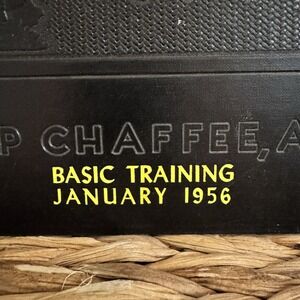 P CHAFFEE, A
BASIC TRAINING
JANUARY 1956